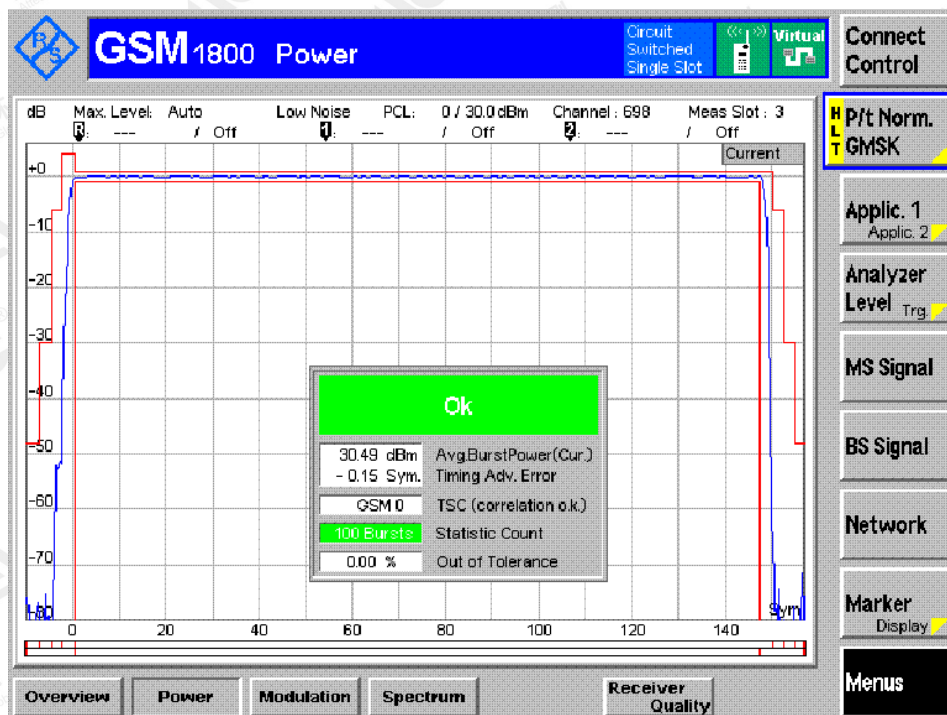 R S
GSM 1800 Power
Circuit Switched Single Slot
Virtual
Connect Control
dB Max. Level: Auto Low Noise PCL: 0 / 30.0 dBm Channel : 698 Meas Slot : 3
R: --- / Off 1: --- / Off 2: --- / Off
HLT P/t Norm. GMSK
Current
+0
-10
-20
-30
-40
-50
-60
-70
-80
Applic. 1
Applic. 2
Analyzer
Level Trg.
MS Signal
BS Signal
Network
Marker
Display
Menus
Ok
30.49 dBm Avg.BurstPower(Cur.)
- 0.15 Sym. Timing Adv. Error
GSM 0 TSC (correlation o.k.)
100 Bursts Statistic Count
0.00 % Out of Tolerance
Sym
0 20 40 60 80 100 120 140
Overview Power Modulation Spectrum Receiver Quality